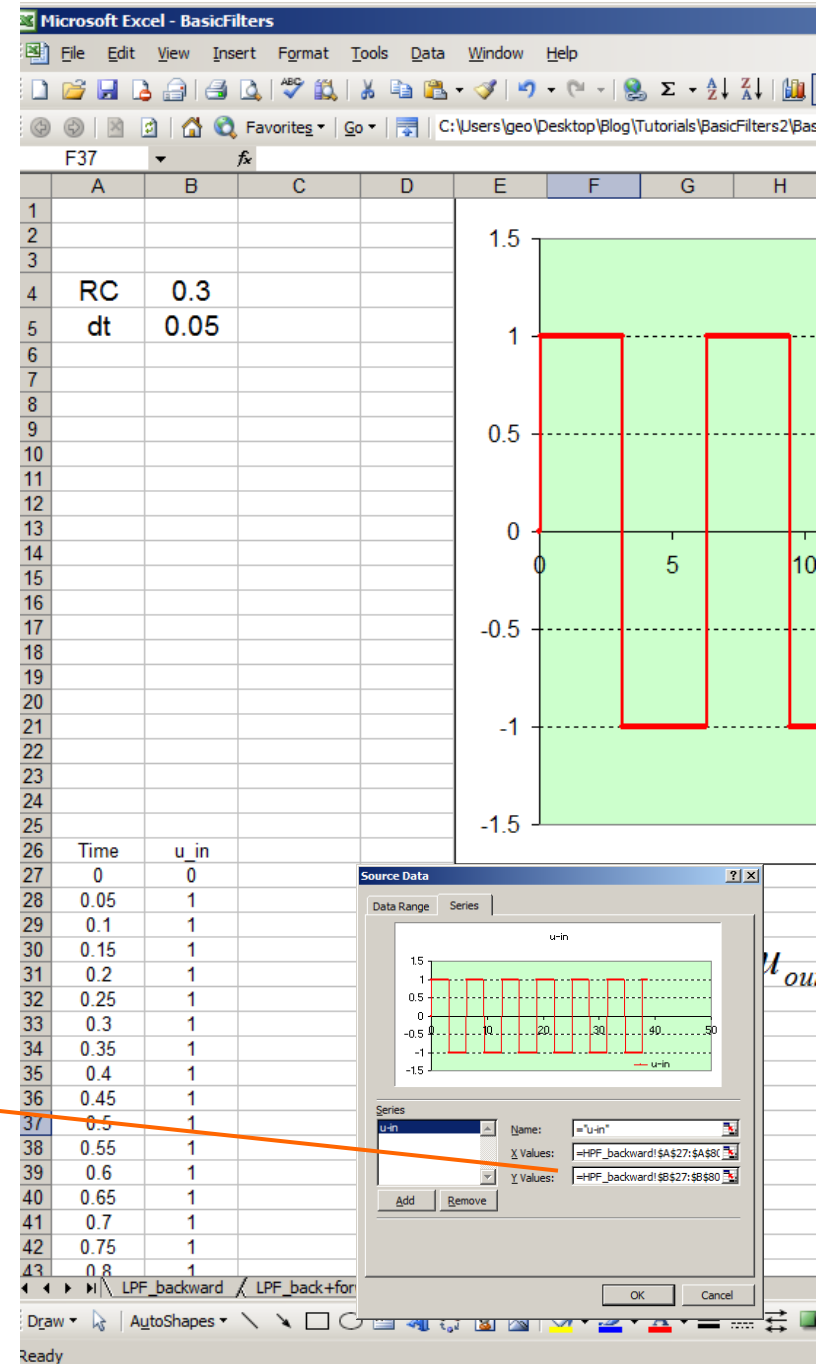 Microsoft Excel - BasicFilters
File Edit View Insert Format Tools Data Window Help
Favorites Go C:\Users\geo\Desktop\Blog\Tutorials\BasicFilters2\Bas
F37 fx
A B C D E F G H
1
2
3
4 RC 0.3
5 dt 0.05
6
7
8
9
10
11
12
13
14
15
16
17
18
19
20
21
22
23
24
25
26 Time u_in
27 0 0
28 0.05 1
29 0.1 1
30 0.15 1
31 0.2 1
32 0.25 1
33 0.3 1
34 0.35 1
35 0.4 1
36 0.45 1
37 0.5 1
38 0.55 1
39 0.6 1
40 0.65 1
41 0.7 1
42 0.75 1
43 0.8 1
1.5
1
0.5
0
-0.5
-1
-1.5
0 5 10
u out
Source Data ? X
Data Range Series
u-in
1.5
1
0.5
0
-0.5
-1
-1.5
0 10 20 30 40 50
u-in
Series
u-in
Name: ="u-in"
X Values: =HPF_backward!$A$27:$A$80
Y Values: =HPF_backward!$B$27:$B$80
Add Remove
OK Cancel
LPF_backward LPF_back+for
Draw AutoShapes
Ready